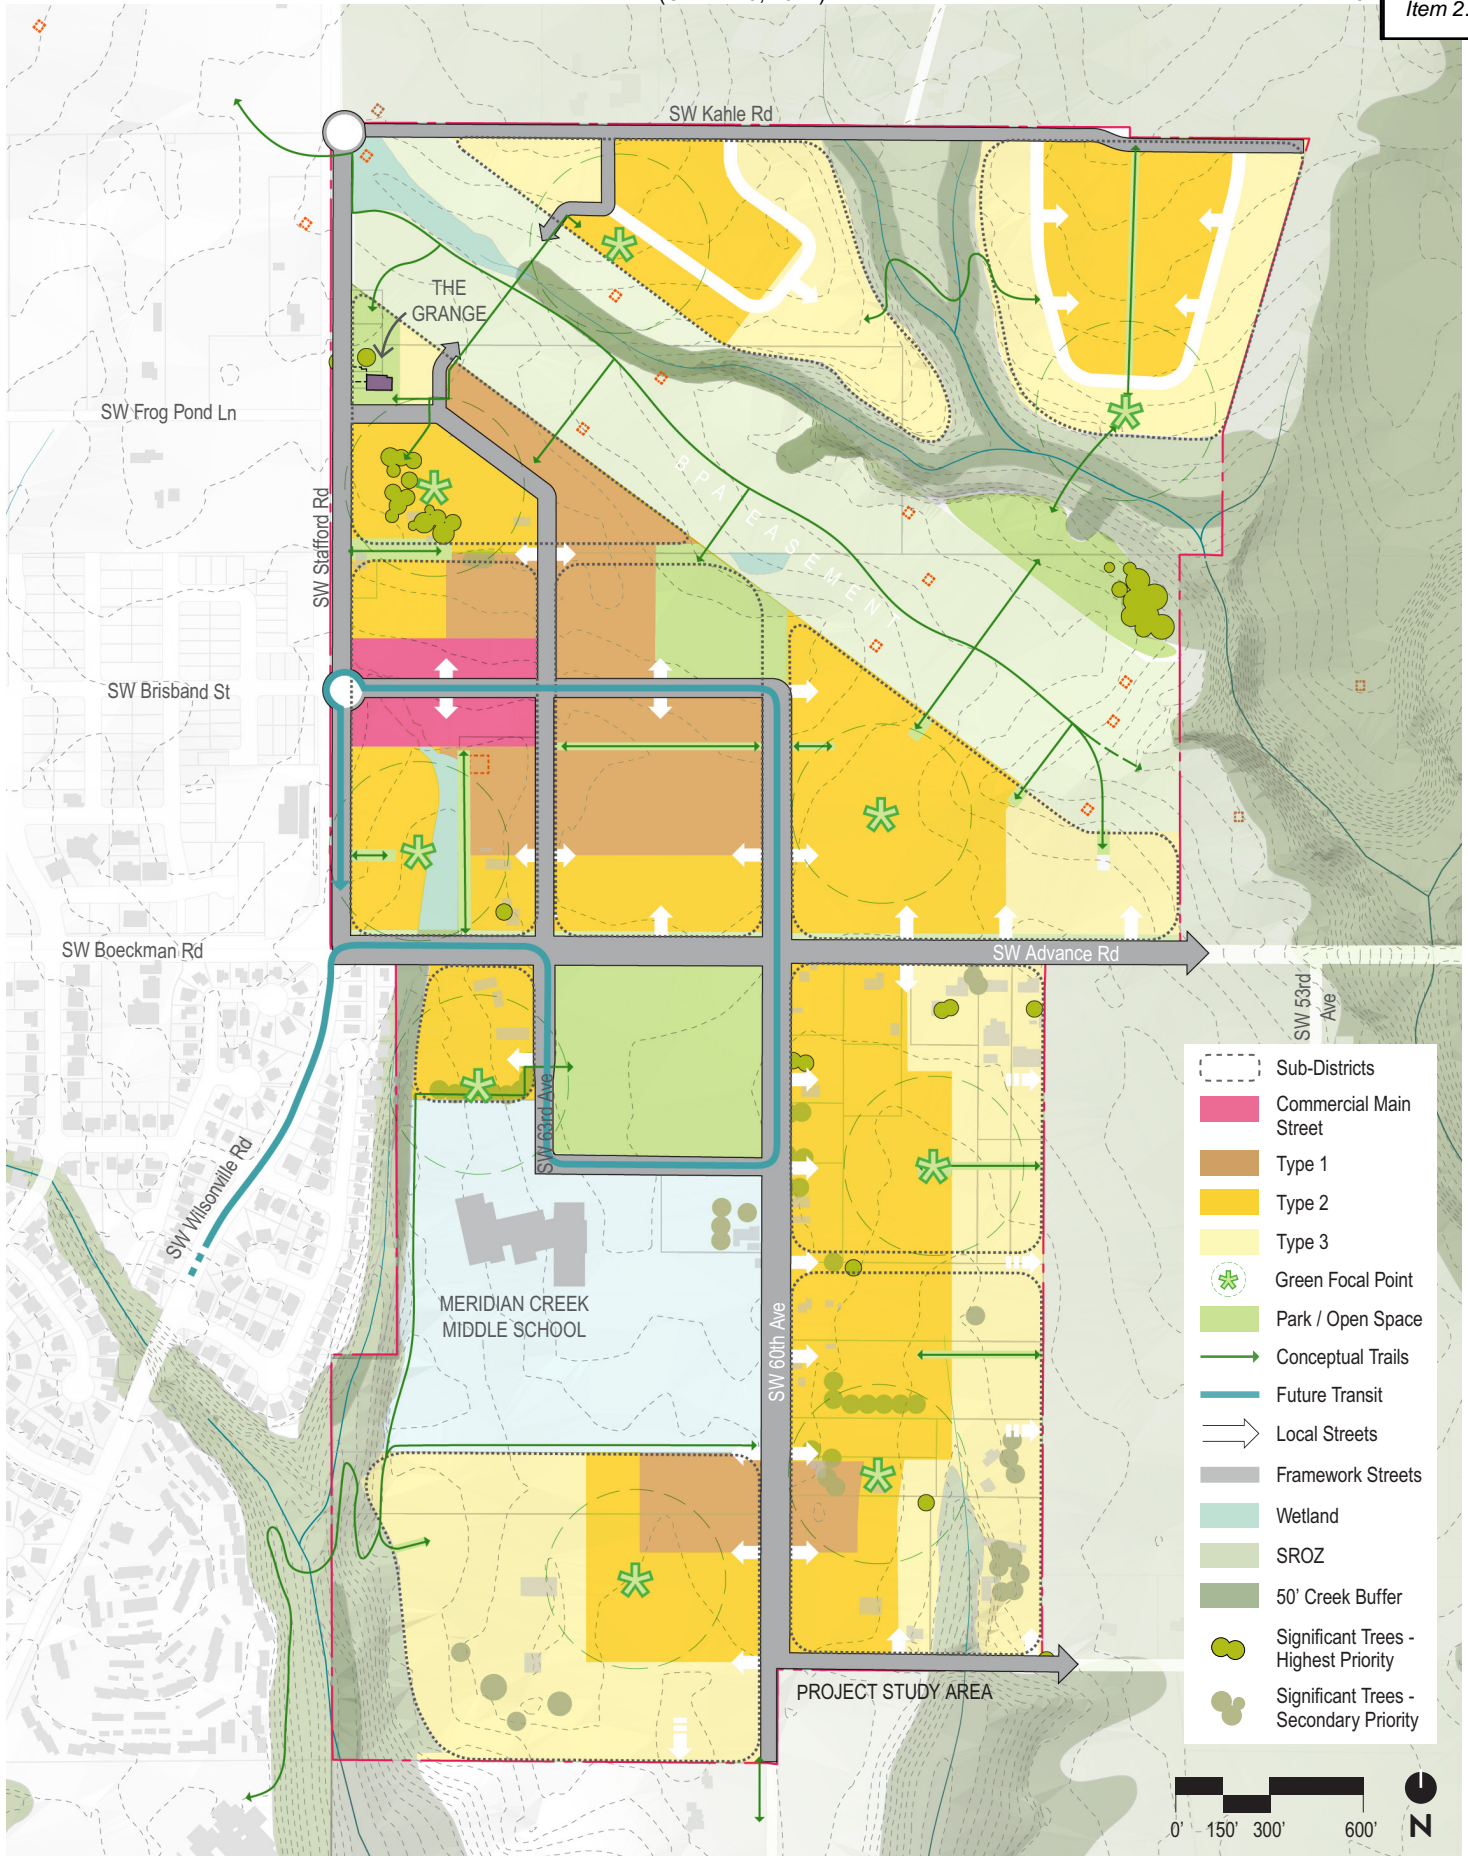 Item 2.
SW Kahle Rd
THE
GRANGE
SW Frog Pond Ln
SW Stafford Rd
BPA EASEMENT
SW Brisband St
SW Boeckman Rd
SW Advance Rd
SW 53rd
Ave
SW 63rd Ave
SW Wilsonville Rd
MERIDIAN CREEK
MIDDLE SCHOOL
SW 60th Ave
PROJECT STUDY AREA
Sub-Districts
Commercial Main
Street
Type 1
Type 2
Type 3
Green Focal Point
Park / Open Space
Conceptual Trails
Future Transit
Local Streets
Framework Streets
Wetland
SROZ
50' Creek Buffer
Significant Trees -
Highest Priority
Significant Trees -
Secondary Priority
0' 150' 300' 600'
N